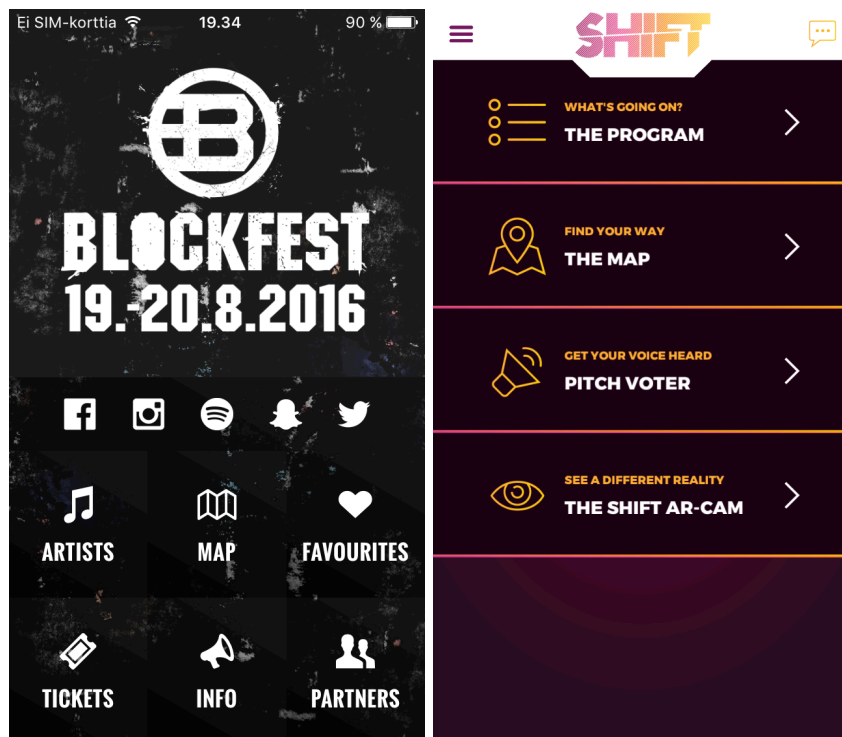 Ei SIM-korttia 19.34 90 %
B
BLOCKFEST
19.-20.8.2016
ARTISTS MAP FAVOURITES
TICKETS INFO PARTNERS
SHIFT
WHAT'S GOING ON?
THE PROGRAM
FIND YOUR WAY
THE MAP
GET YOUR VOICE HEARD
PITCH VOTER
SEE A DIFFERENT REALITY
THE SHIFT AR-CAM